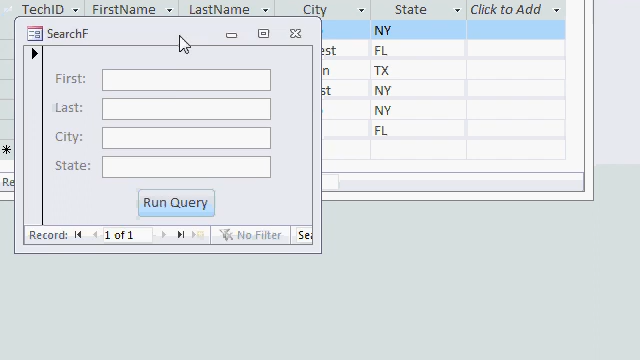 TechID FirstName LastName City State Click to Add
SearchF
NY
FL
TX
NY
NY
FL
First:
Last:
City:
State:
Run Query
Record: 1 of 1 No Filter